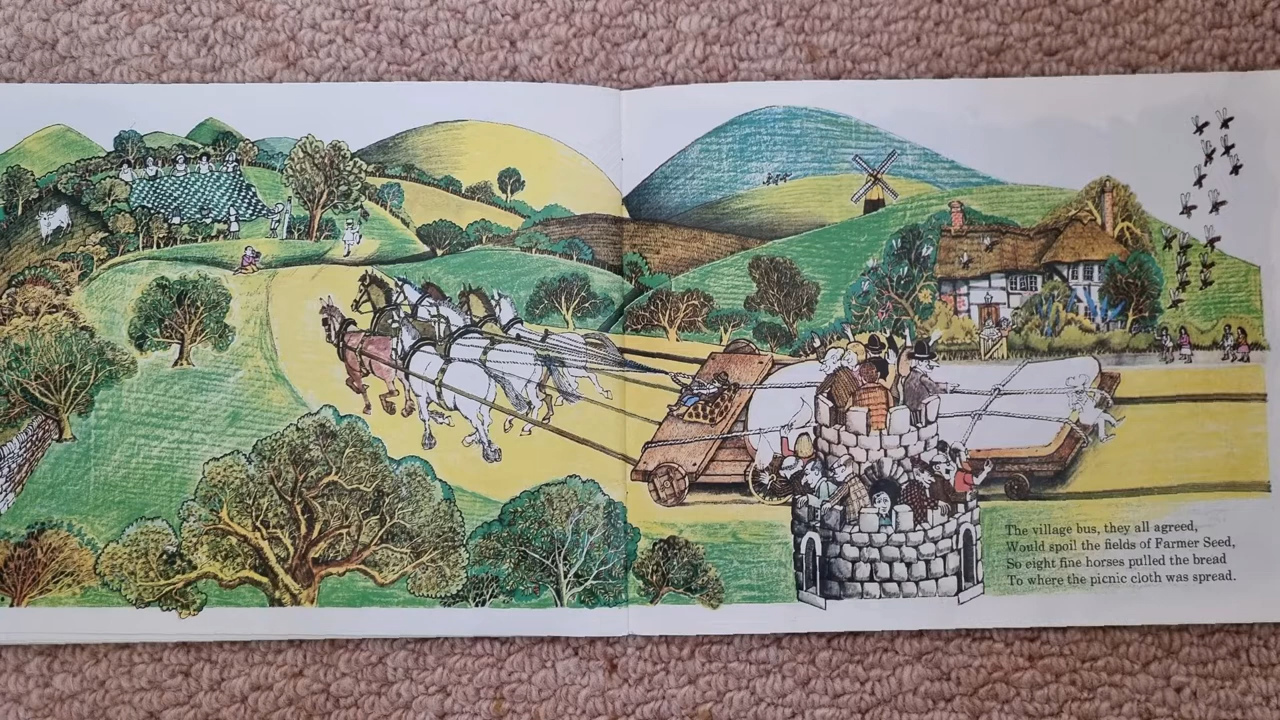 The village bus, they all agreed,
Would spoil the fields of Farmer Seed,
So eight fine horses pulled the bread
To where the picnic cloth was spread.